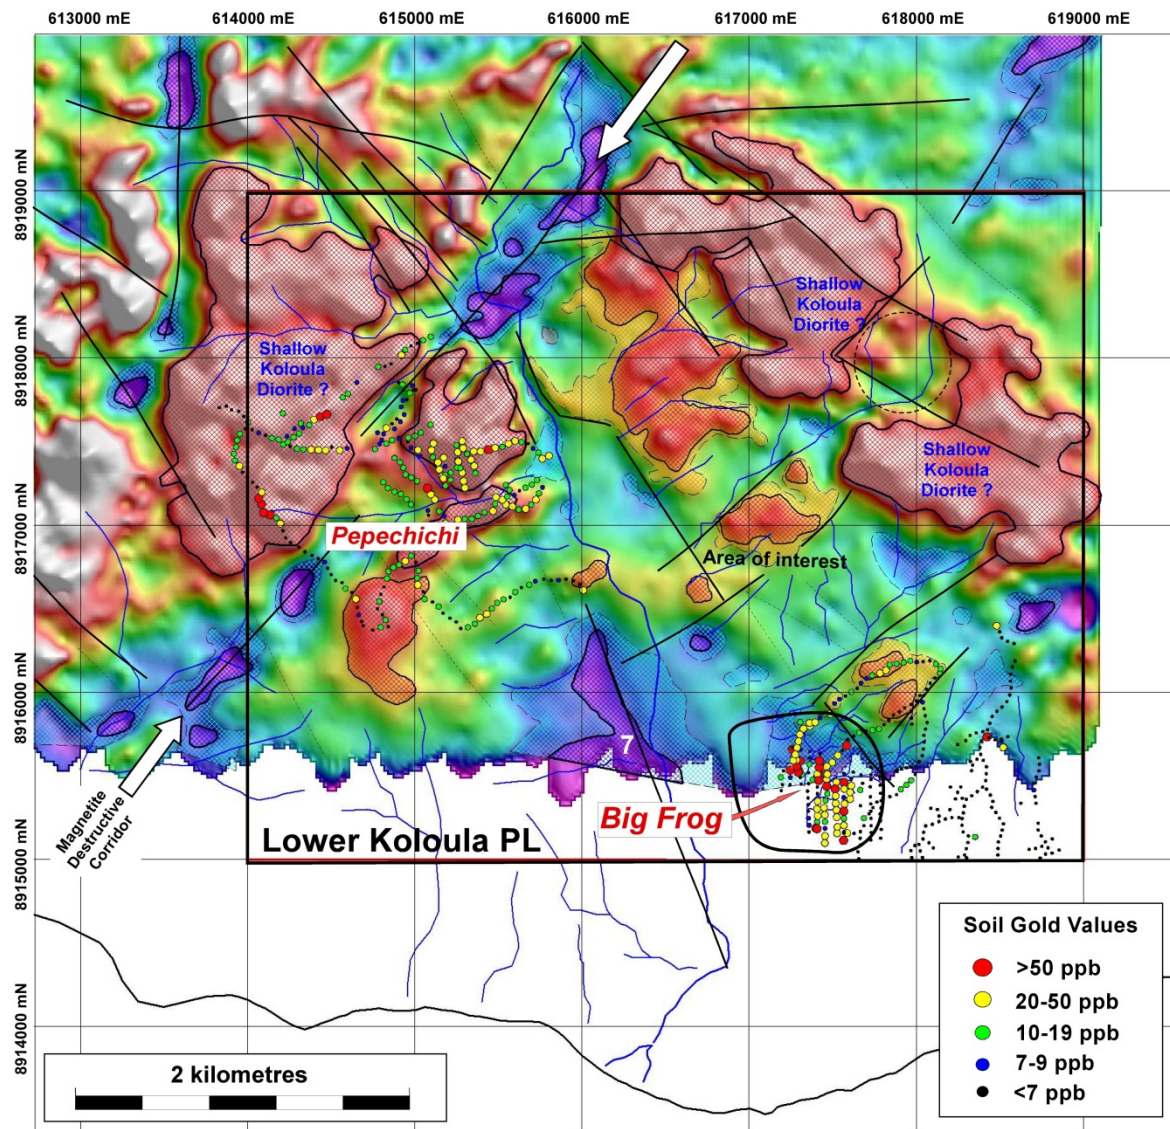 613000 mE
614000 mE
615000 mE
616000 mE
617000 mE
618000 mE
619000 mE
8919000 mN
8918000 mN
8917000 mN
8916000 mN
8915000 mN
8914000 mN
Shallow
Koloula
Diorite ?
Shallow
Koloula
Diorite ?
Shallow
Koloula
Diorite ?
Pepechichi
Area of interest
7
Big Frog
Magnetite
Destructive
Corridor
Lower Koloula PL
Soil Gold Values
>50 ppb
20-50 ppb
10-19 ppb
7-9 ppb
<7 ppb
2 kilometres